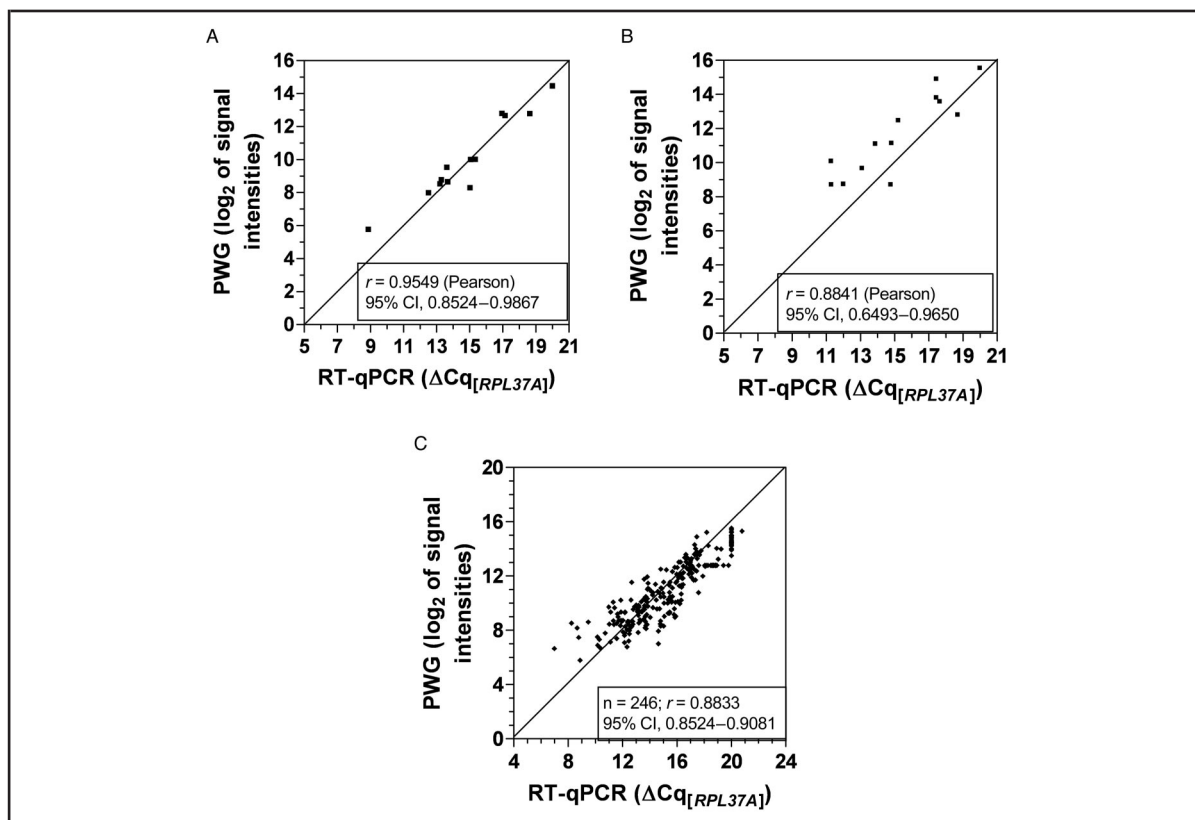 A
PWG (log2 of signal
intensities)
16
14
12
10
8
6
4
2
0
r = 0.9549 (Pearson)
95% CI, 0.8524–0.9867
5 7 9 11 13 15 17 19 21
RT-qPCR (ΔCq[RPL37A])
B
PWG (log2 of signal
intensities)
16
14
12
10
8
6
4
2
0
r = 0.8841 (Pearson)
95% CI, 0.6493–0.9650
5 7 9 11 13 15 17 19 21
RT-qPCR (ΔCq[RPL37A])
C
PWG (log2 of signal
intensities)
20
16
12
8
4
0
n = 246; r = 0.8833
95% CI, 0.8524–0.9081
4 8 12 16 20 24
RT-qPCR (ΔCq[RPL37A])